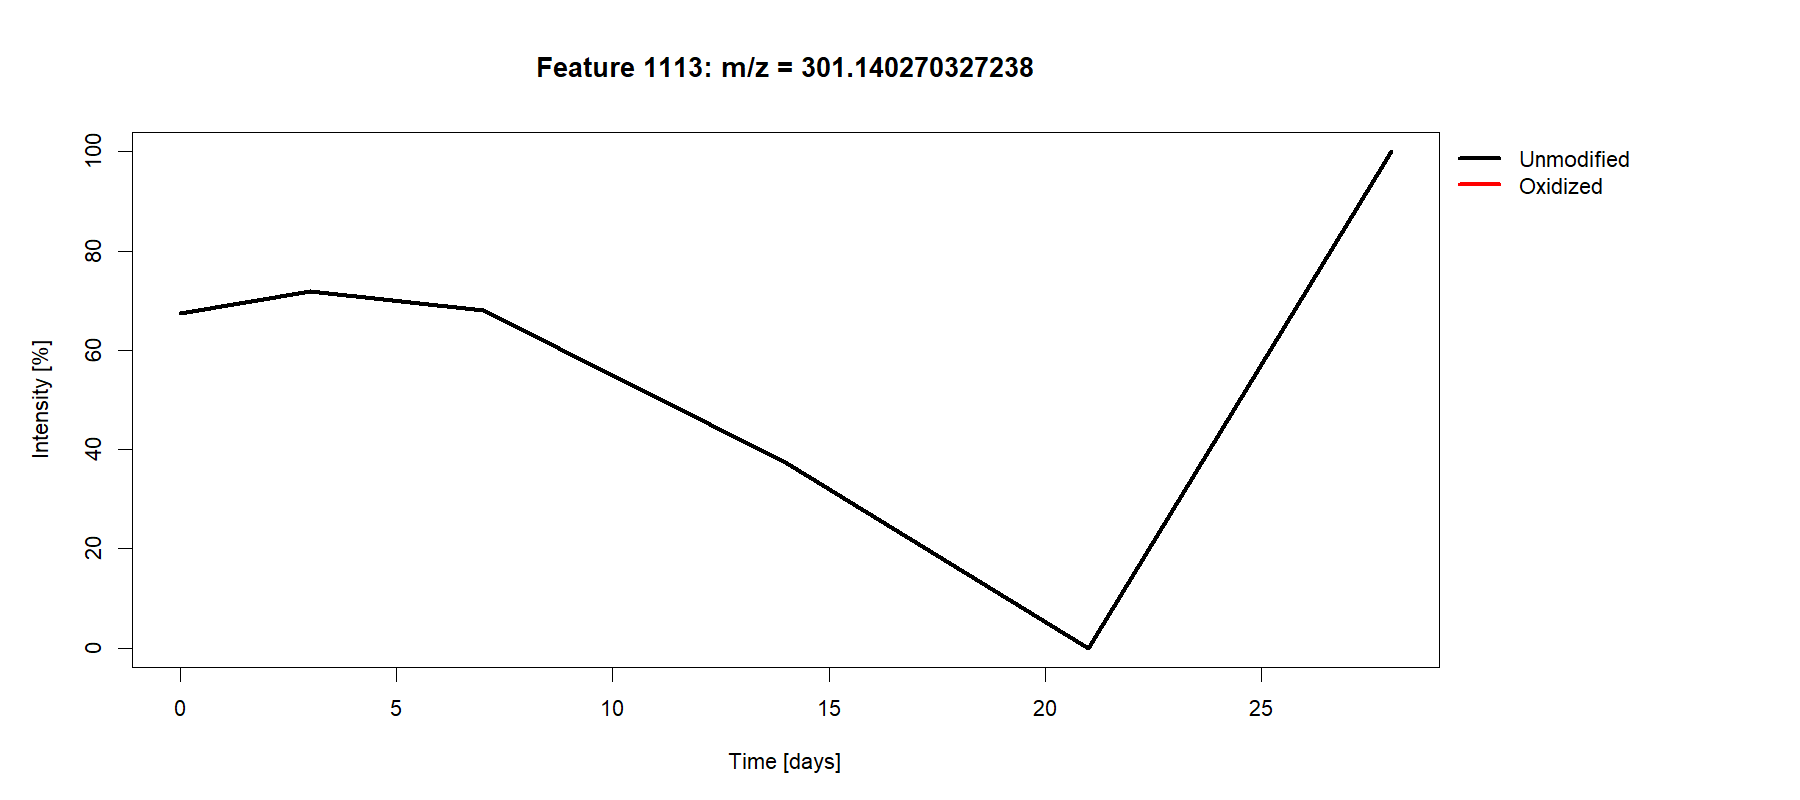 Feature 1113: m/z = 301.140270327238
Unmodified
Oxidized
Intensity [%]
100
80
60
40
20
0
0 5 10 15 20 25
Time [days]